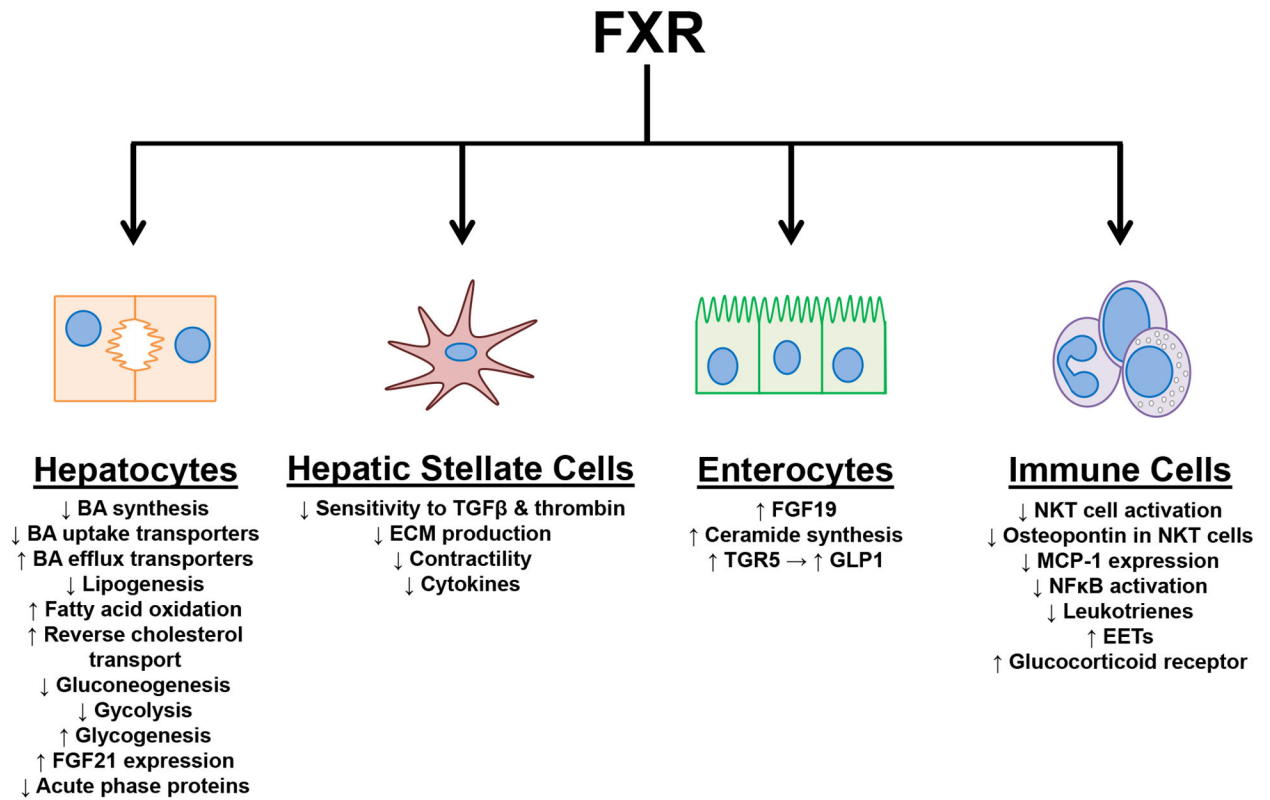 FXR
Hepatocytes
↓ BA synthesis
↓ BA uptake transporters
↑ BA efflux transporters
↓ Lipogenesis
↑ Fatty acid oxidation
↑ Reverse cholesterol
transport
↓ Gluconeogenesis
↓ Gycolysis
↑ Glycogenesis
↑ FGF21 expression
↓ Acute phase proteins
Hepatic Stellate Cells
↓ Sensitivity to TGFβ & thrombin
↓ ECM production
↓ Contractility
↓ Cytokines
Enterocytes
↑ FGF19
↑ Ceramide synthesis
↑ TGR5 → ↑ GLP1
Immune Cells
↓ NKT cell activation
↓ Osteopontin in NKT cells
↓ MCP-1 expression
↓ NFκB activation
↓ Leukotrienes
↑ EETs
↑ Glucocorticoid receptor